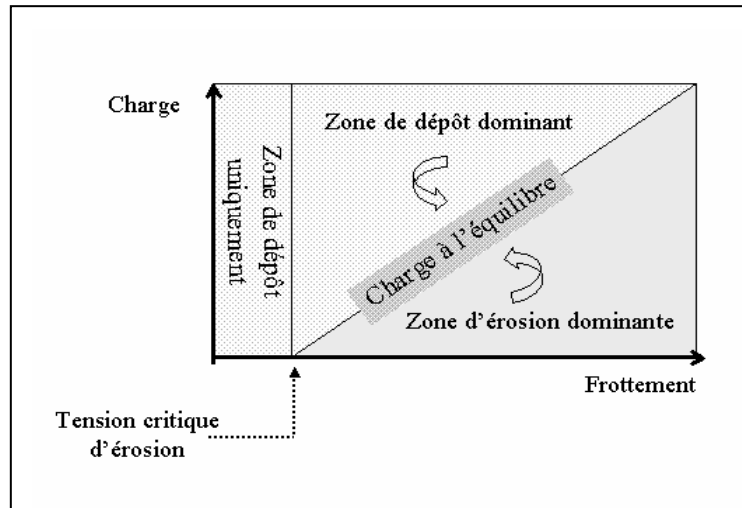 Charge
Zone de dépôt dominant
Zone de dépôt
uniquement
Charge à l'équilibre
Zone d'érosion dominante
Frottement
Tension critique
d'érosion